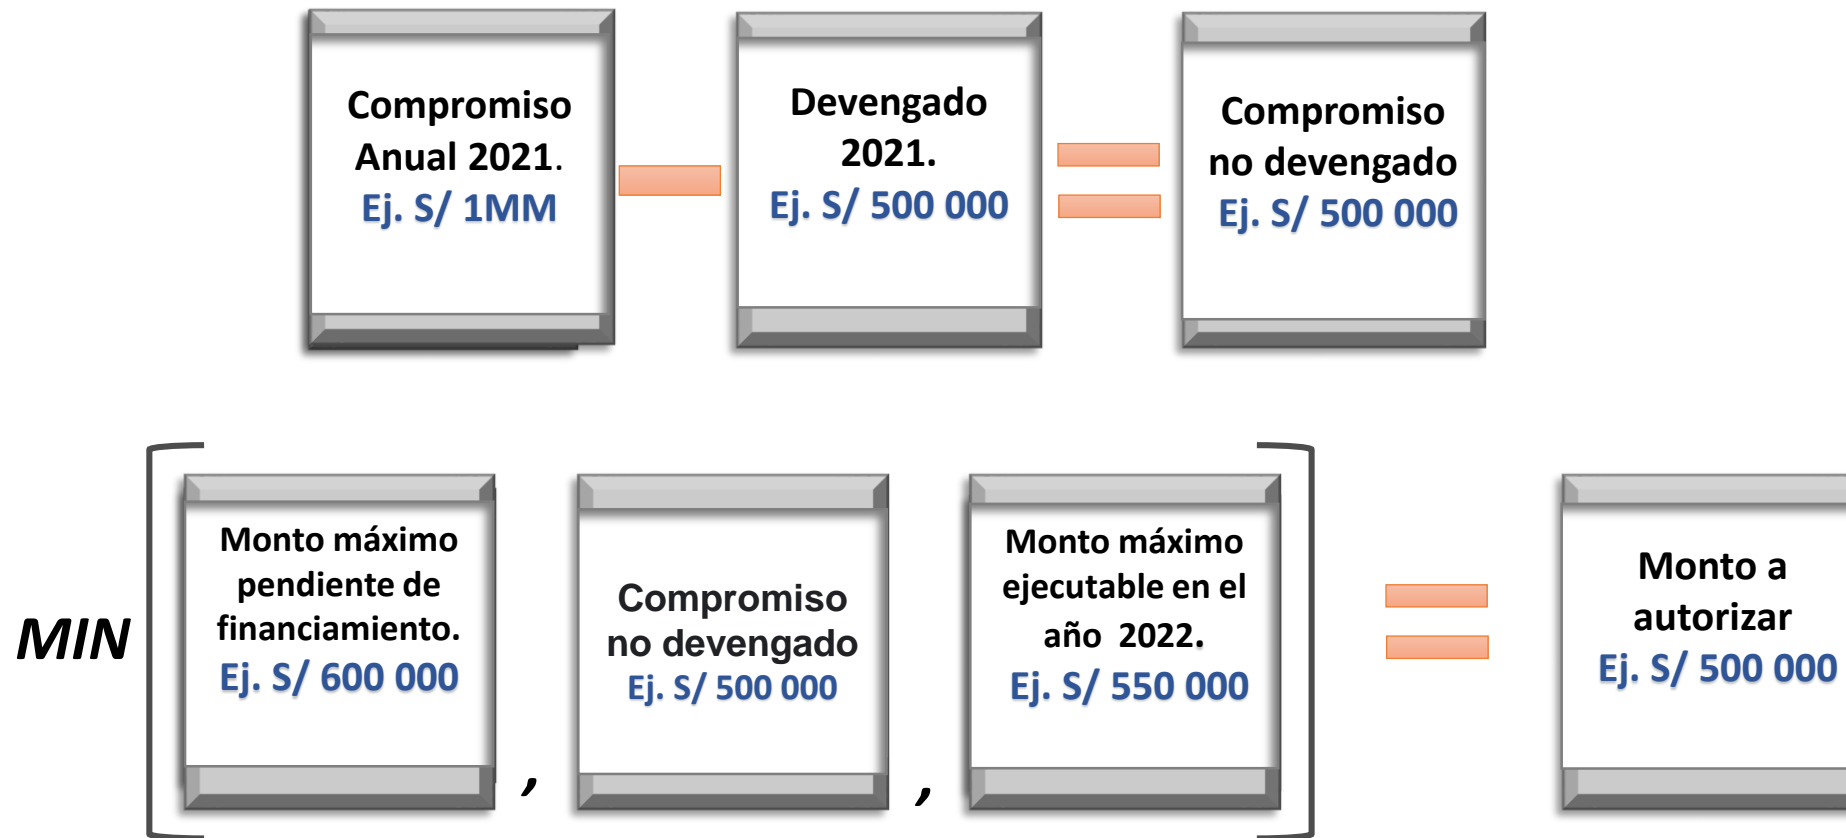 Compromiso
Anual 2021.
Ej. S/ 1MM
Devengado
2021.
Ej. S/ 500 000
Compromiso
no devengado
Ej. S/ 500 000
MIN
Monto máximo
pendiente de
financiamiento.
Ej. S/ 600 000
,
Compromiso
no devengado
Ej. S/ 500 000
,
Monto máximo
ejecutable en el
año 2022.
Ej. S/ 550 000
Monto a
autorizar
Ej. S/ 500 000